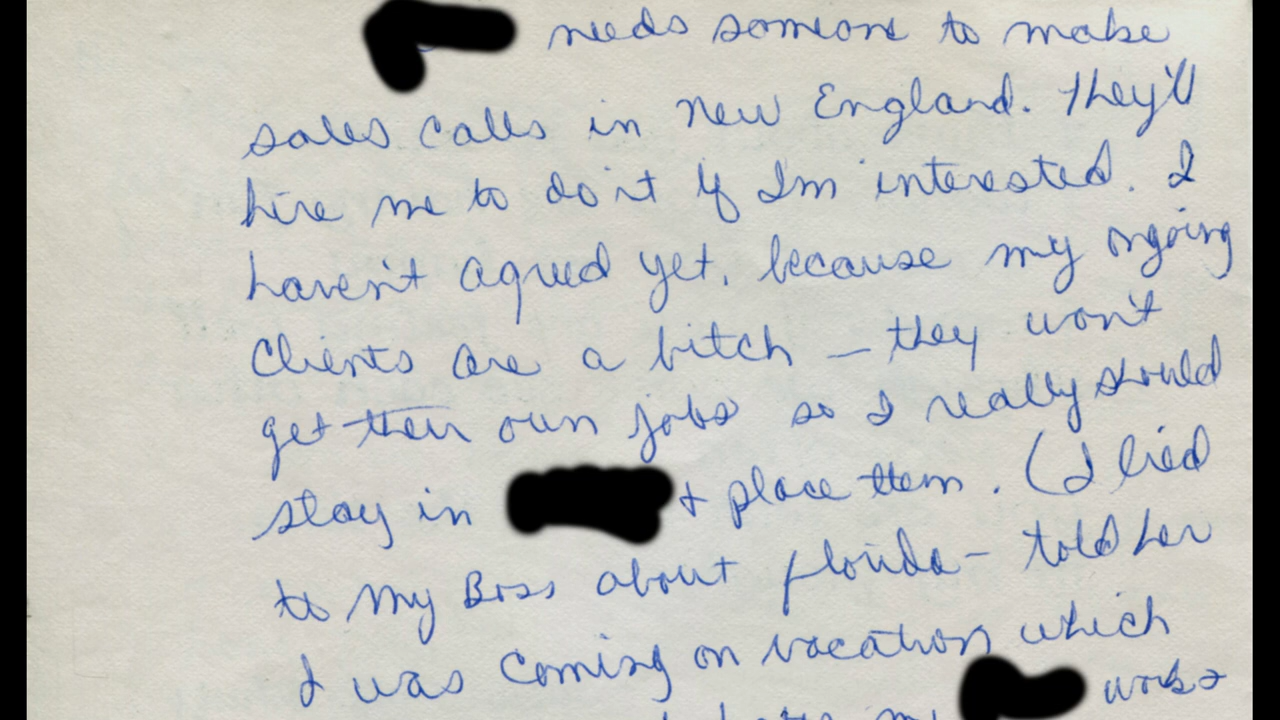 needs someone to make
sales calls in New England. They'll
hire me to do it if I'm interested. I
haven't agreed yet, because my ongoing
clients are a bitch — they won't
get their own jobs so I really should
stay in & place them. (I lied
to my Boss about florida — told her
I was coming on vacation which
my works